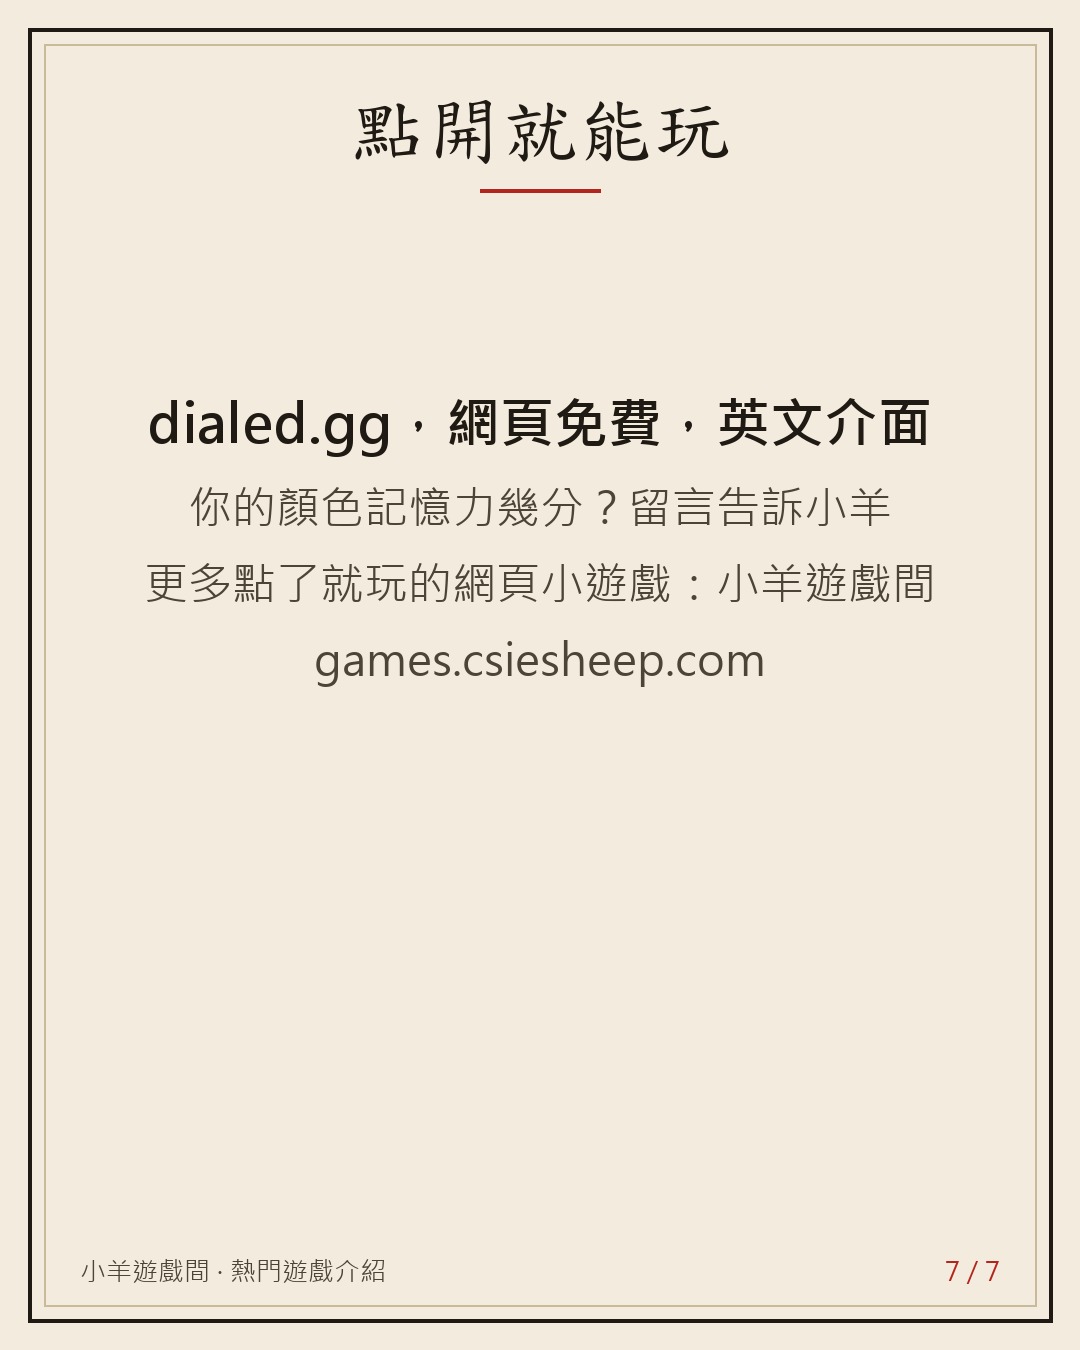 點開就能玩
dialed.gg，網頁免費，英文介面
你的顏色記憶力幾分？留言告訴小羊
更多點了就玩的網頁小遊戲：小羊遊戲間
games.csiesheep.com
小羊遊戲間 · 熱門遊戲介紹
7 / 7